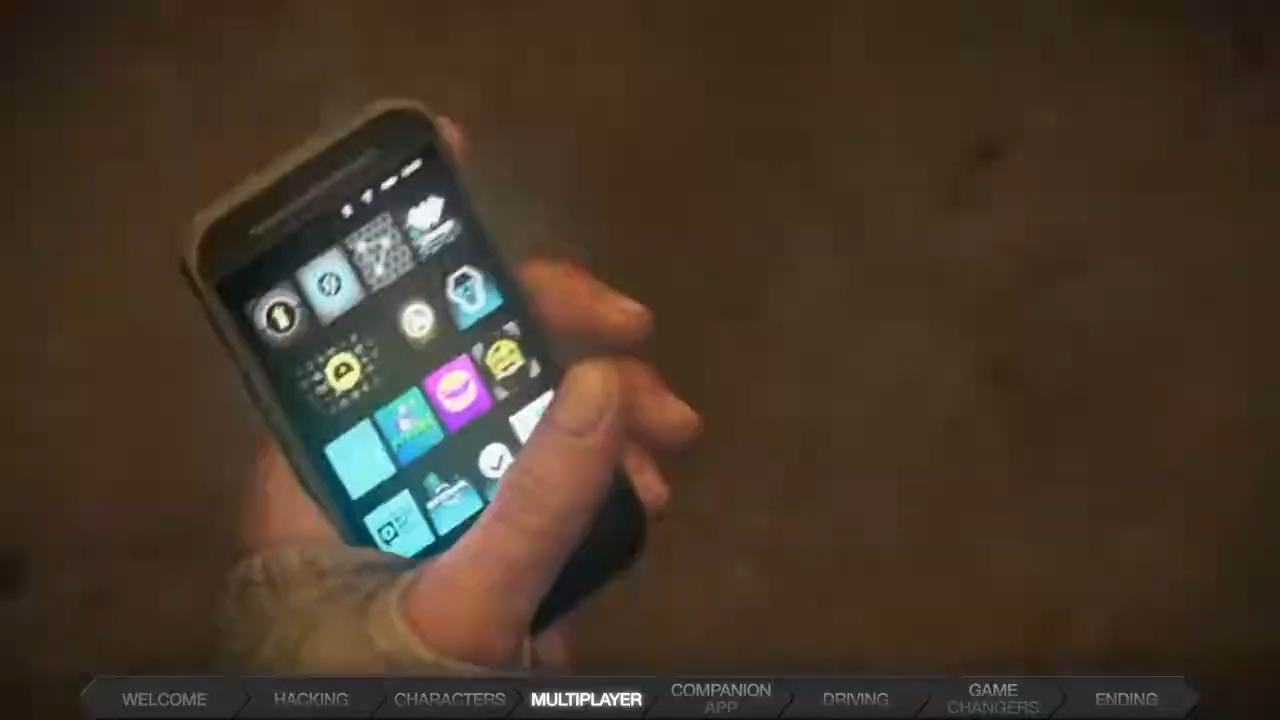 WELCOME
HACKING
CHARACTERS
MULTIPLAYER
COMPANION
APP
DRIVING
GAME
CHANGERS
ENDING